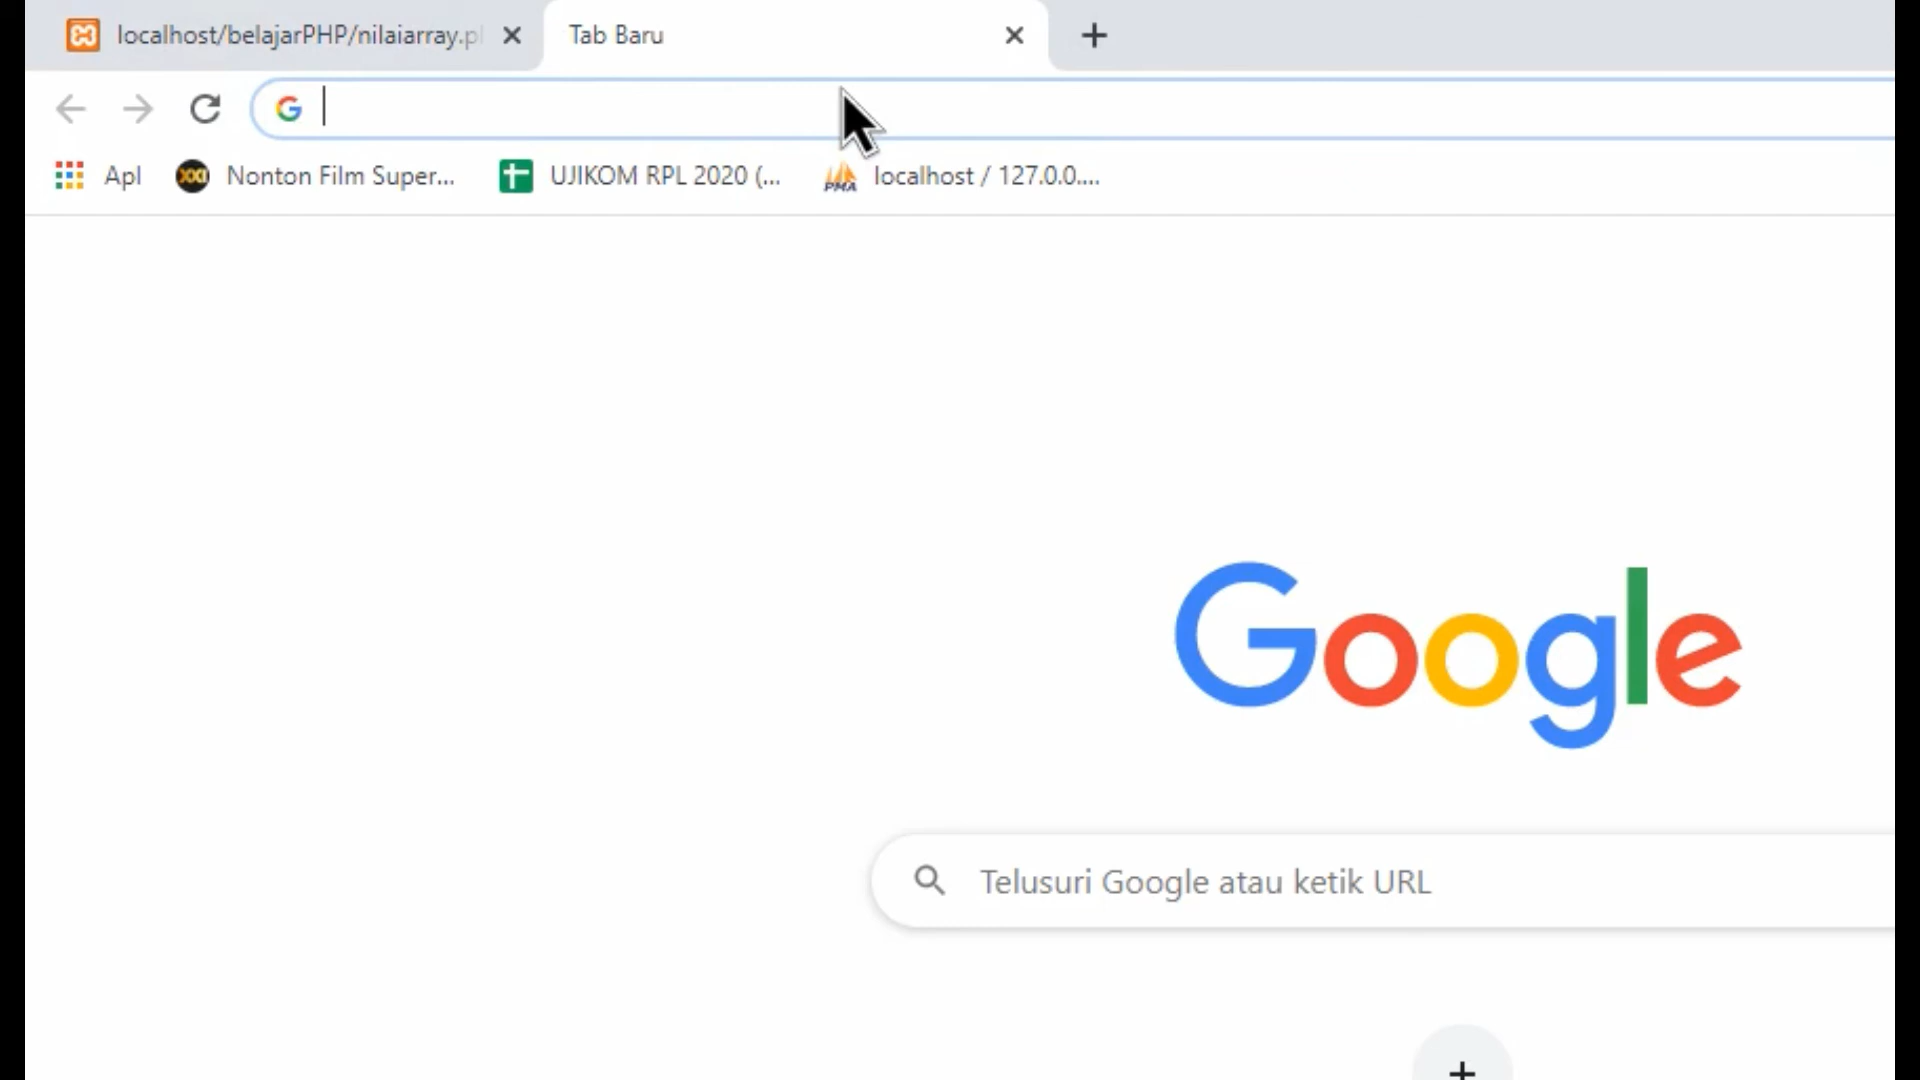 localhost/belajarPHP/nilaiarray.p
Tab Baru
Apl
Nonton Film Super...
UJIKOM RPL 2020 (...
PMA
localhost / 127.0.0....
Google
Telusuri Google atau ketik URL